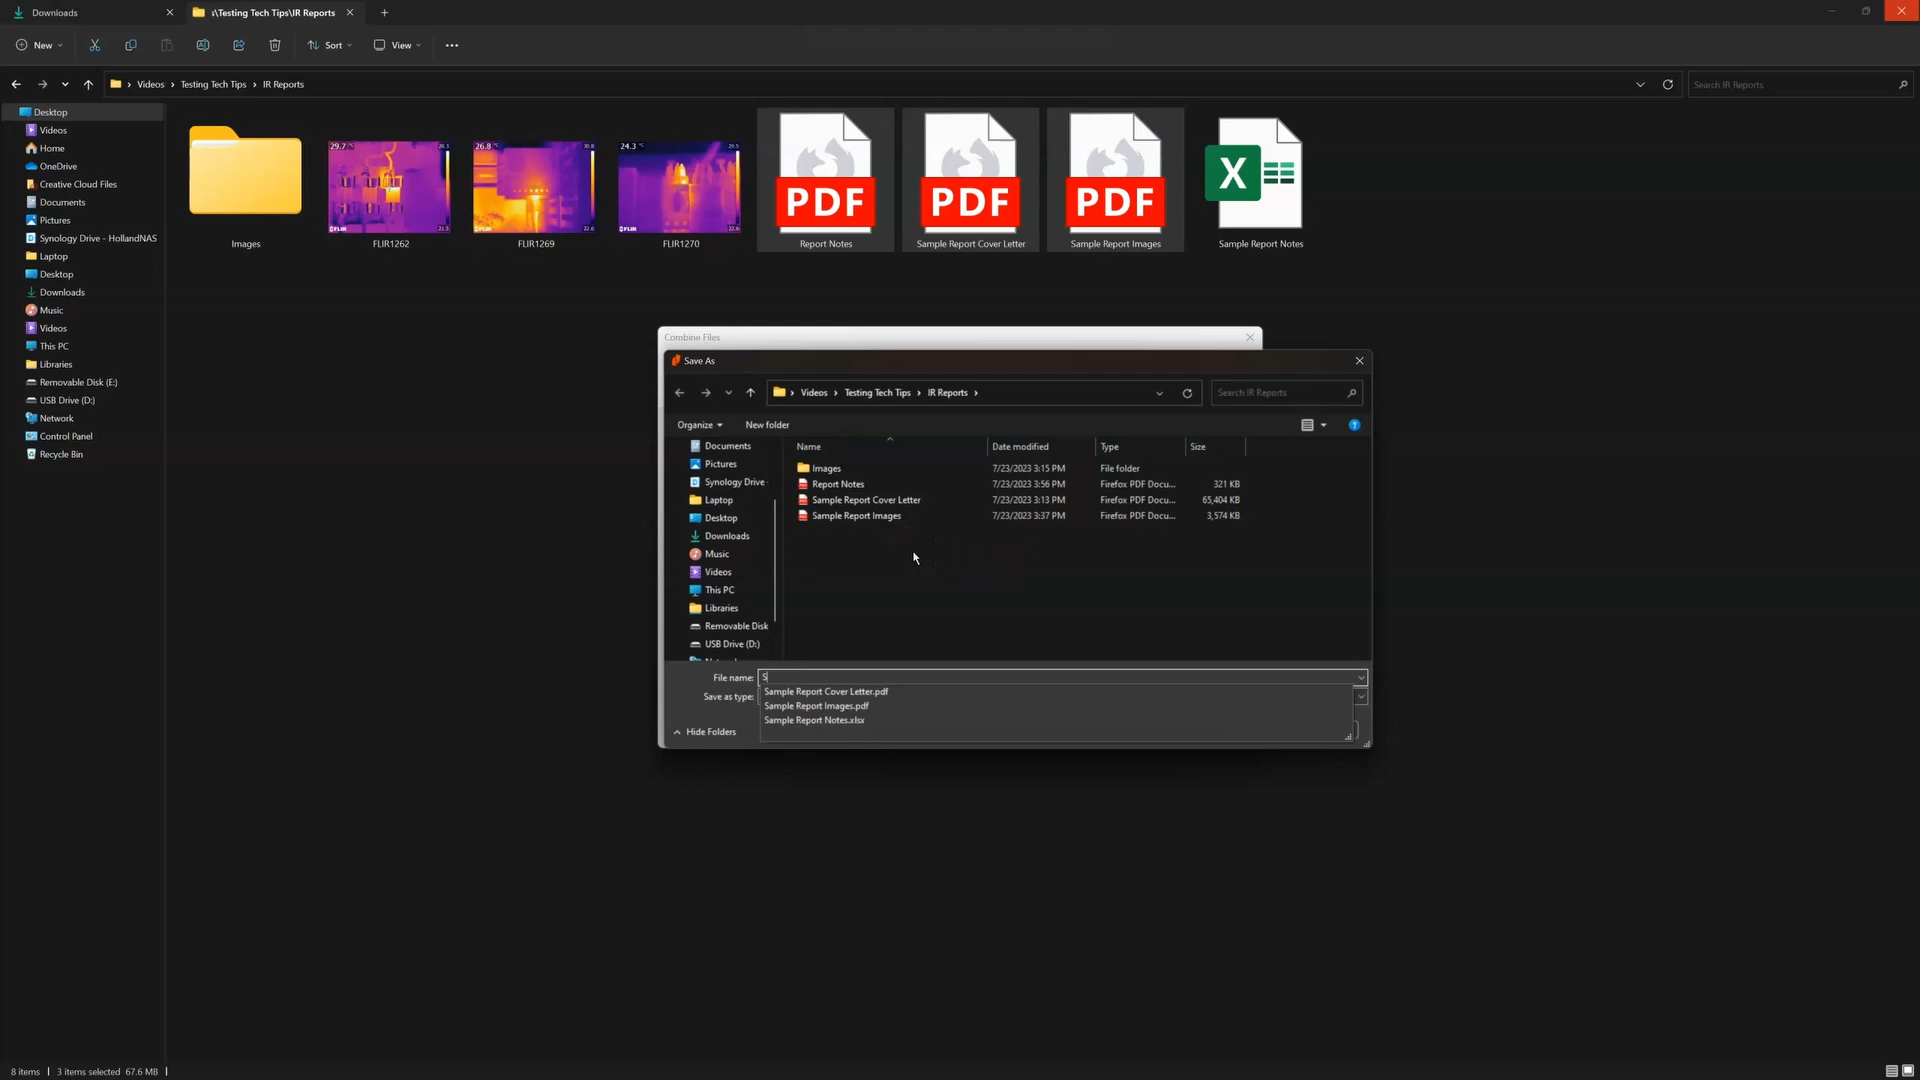 Downloads
s\Testing Tech Tips\IR Reports
New
Sort
View
Videos > Testing Tech Tips > IR Reports
Search IR Reports
Desktop
Videos
Home
OneDrive
Creative Cloud Files
Documents
Pictures
Synology Drive - HollandNAS
Laptop
Desktop
Downloads
Music
Videos
This PC
Libraries
Removable Disk (E:)
USB Drive (D:)
Network
Control Panel
Recycle Bin
29.7 °C
26.8 °C
24.3 °C
FLIR
FLIR
FLIR
PDF
PDF
PDF
X
Images
FLIR1262
FLIR1269
FLIR1270
Report Notes
Sample Report Cover Letter
Sample Report Images
Sample Report Notes
Combine Files
Save As
Videos > Testing Tech Tips > IR Reports >
Search IR Reports
Organize
New folder
Documents
Pictures
Synology Drive
Laptop
Desktop
Downloads
Music
Videos
This PC
Libraries
Removable Disk
USB Drive (D:)
Name Date modified Type Size
Images 7/23/2023 3:15 PM File folder
Report Notes 7/23/2023 3:56 PM Firefox PDF Docu... 321 KB
Sample Report Cover Letter 7/23/2023 3:13 PM Firefox PDF Docu... 65,404 KB
Sample Report Images 7/23/2023 3:37 PM Firefox PDF Docu... 3,574 KB
File name: S
Save as type:
Sample Report Cover Letter.pdf
Sample Report Images.pdf
Sample Report Notes.xlsx
Hide Folders
8 items | 3 items selected 67.6 MB |